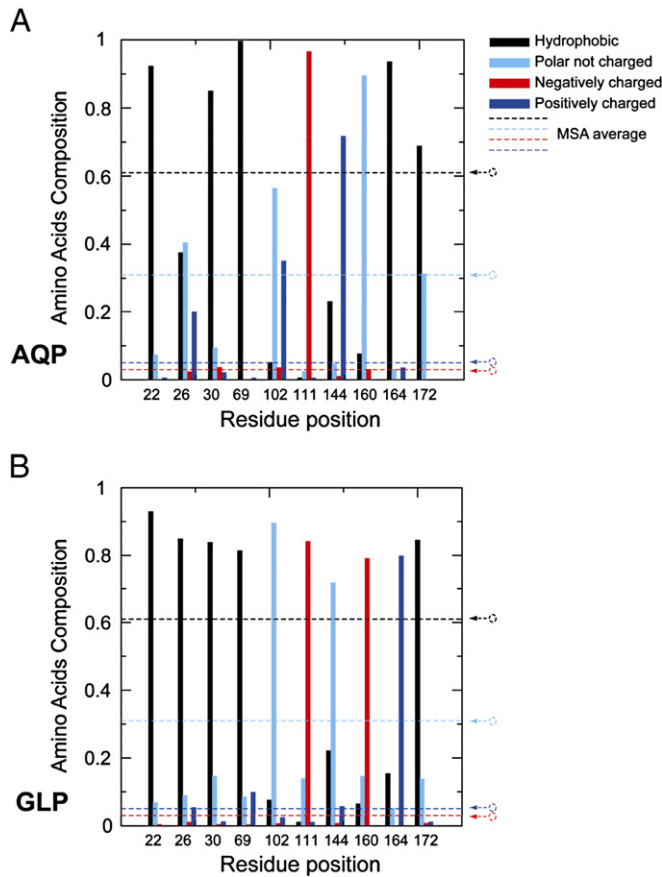 A
Amino Acids Composition
1
0.8
0.6
0.4
0.2
0
AQP
22 26 30 69 102 111 144 160 164 172
Residue position
Hydrophobic
Polar not charged
Negatively charged
Positively charged
MSA average
B
Amino Acids Composition
1
0.8
0.6
0.4
0.2
0
GLP
22 26 30 69 102 111 144 160 164 172
Residue position